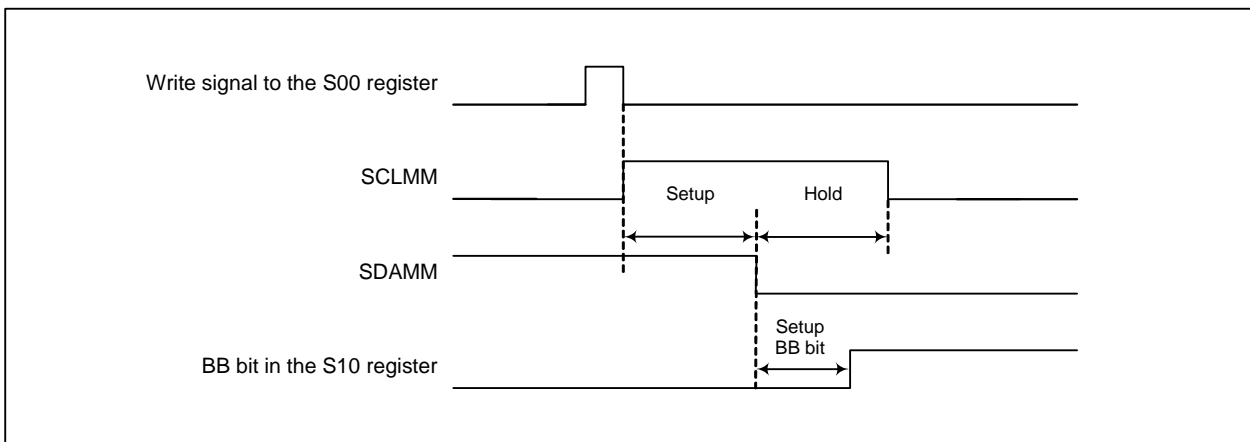 Write signal to the S00 register
SCLMM
Setup
Hold
SDAMM
Setup
BB bit
BB bit in the S10 register